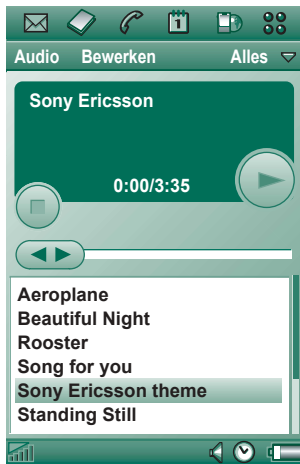 1
Audio Bewerken Alles
Sony Ericsson
0:00/3:35
Aeroplane
Beautiful Night
Rooster
Song for you
Sony Ericsson theme
Standing Still